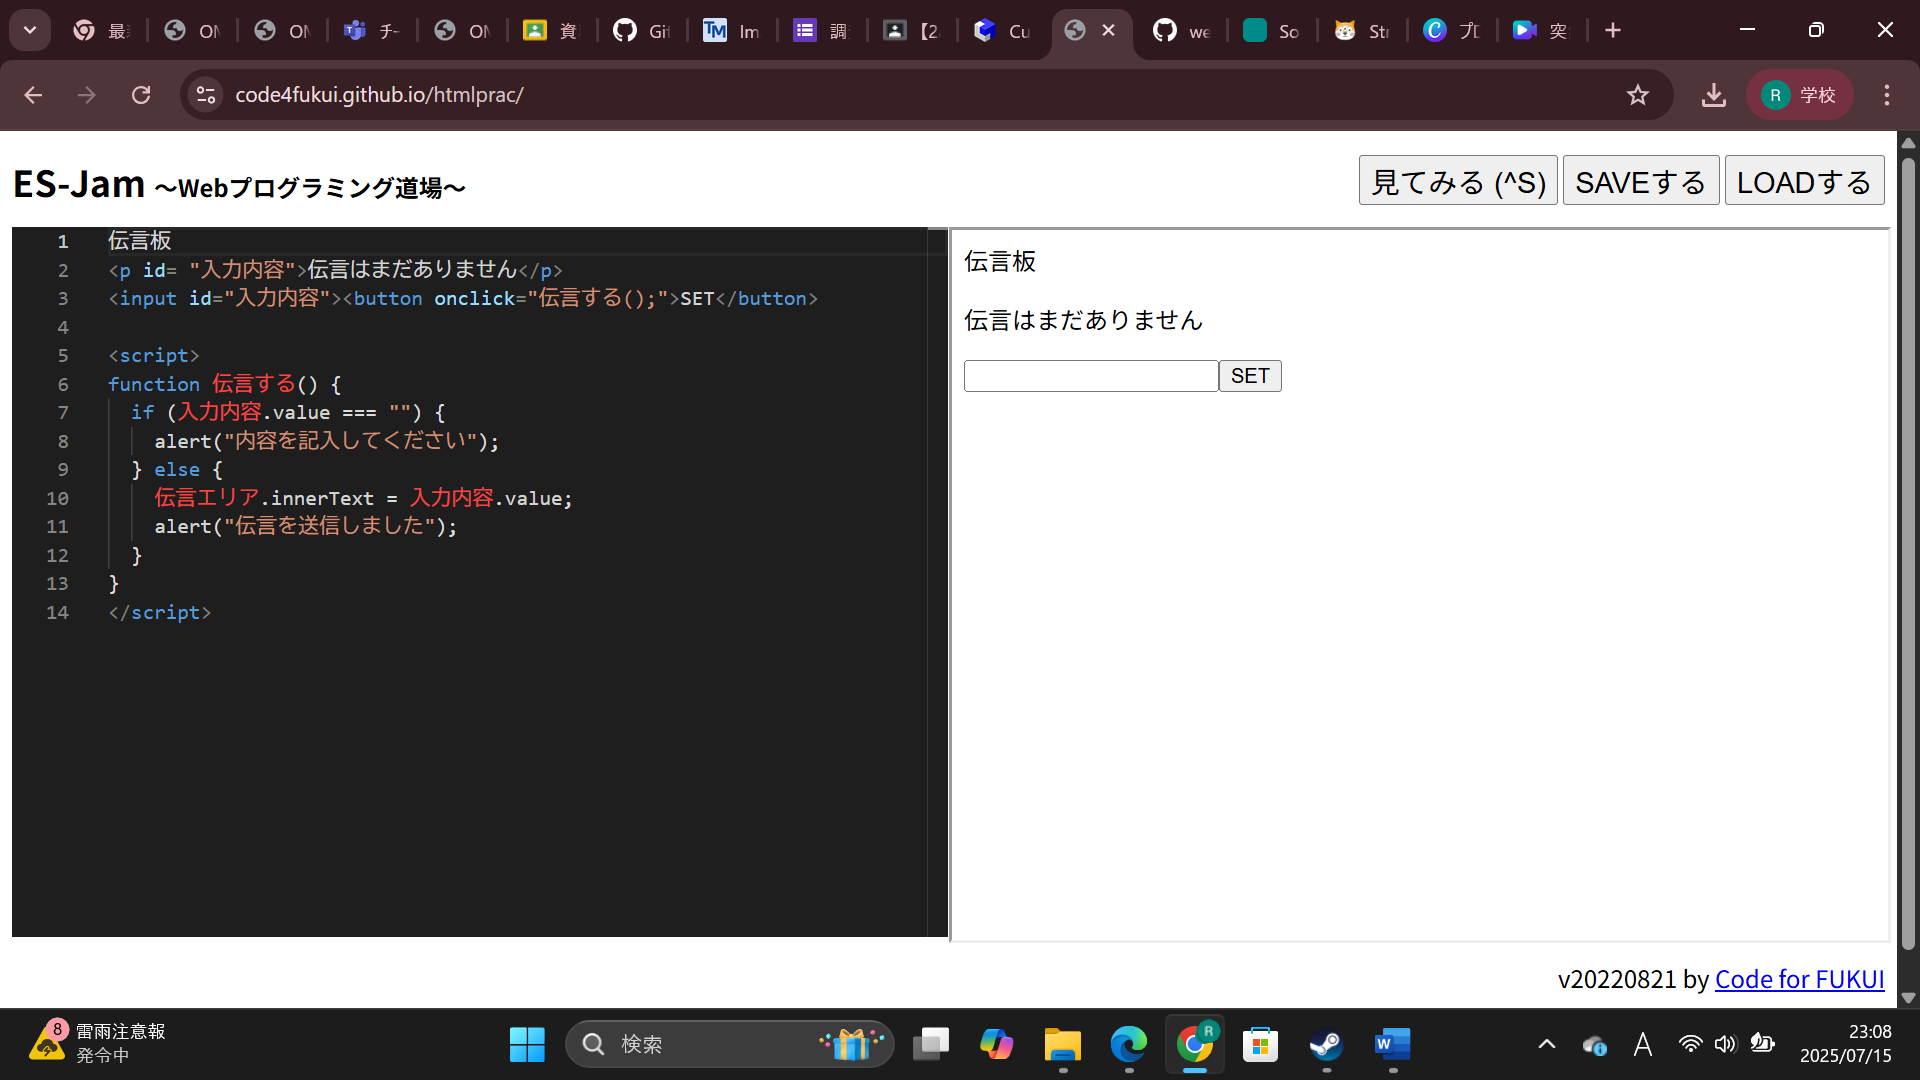 最
ON
ON
チー
ON
資
Git
TM
Im
調
【2
Cu
we
So
Str
プロ
突
code4fukui.github.io/htmlprac/
R 学校
ES-Jam 〜Webプログラミング道場〜
見てみる (^S)
SAVEする
LOADする
1 伝言板
2 <p id= "入力内容">伝言はまだありません</p>
3 <input id="入力内容"><button onclick="伝言する();">SET</button>
4
5 <script>
6 function 伝言する() {
7 if (入力内容.value === "") {
8 alert("内容を記入してください");
9 } else {
10 伝言エリア.innerText = 入力内容.value;
11 alert("伝言を送信しました");
12 }
13 }
14 </script>
伝言板
伝言はまだありません
SET
v20220821 by Code for FUKUI
8
雷雨注意報
発令中
検索
R
W
A
23:08
2025/07/15